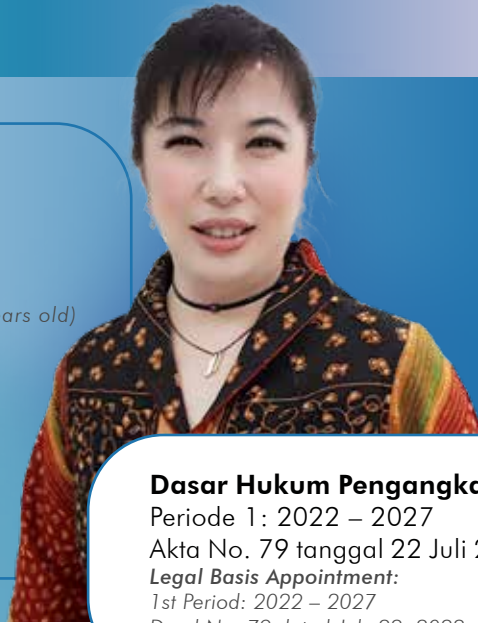 ars old)
Dasar Hukum Pengangka
Periode 1: 2022 – 2027
Akta No. 79 tanggal 22 Juli 2
Legal Basis Appointment:
1st Period: 2022 – 2027